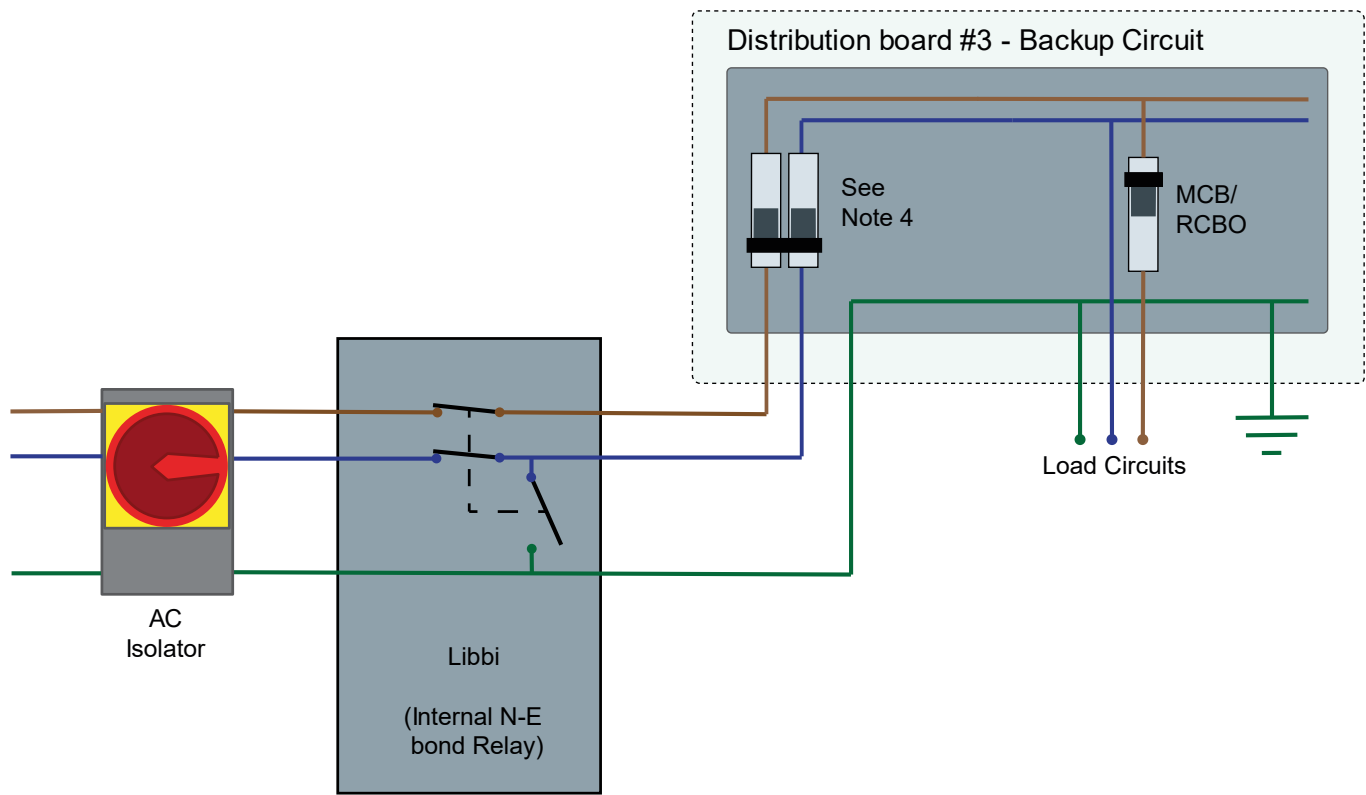 Distribution board #3 - Backup Circuit
See
Note 4
MCB/
RCBO
Load Circuits
AC
Isolator
Libbi
(Internal N-E
bond Relay)